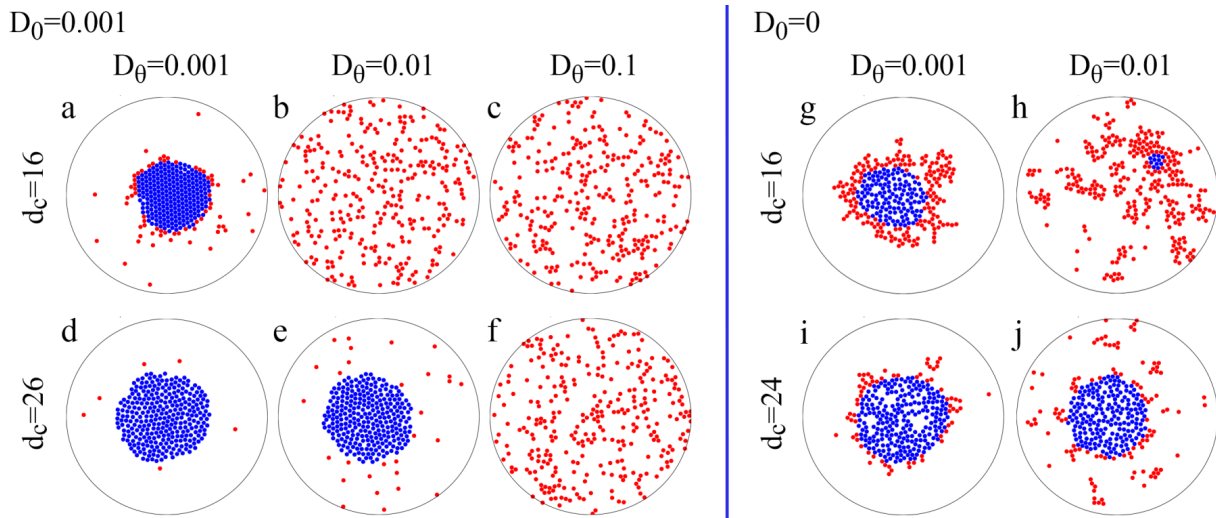 D0=0.001
D0=0
Dθ=0.001
Dθ=0.01
Dθ=0.1
Dθ=0.001
Dθ=0.01
a
b
c
g
h
dc=16
dc=16
d
e
f
i
j
dc=26
dc=24